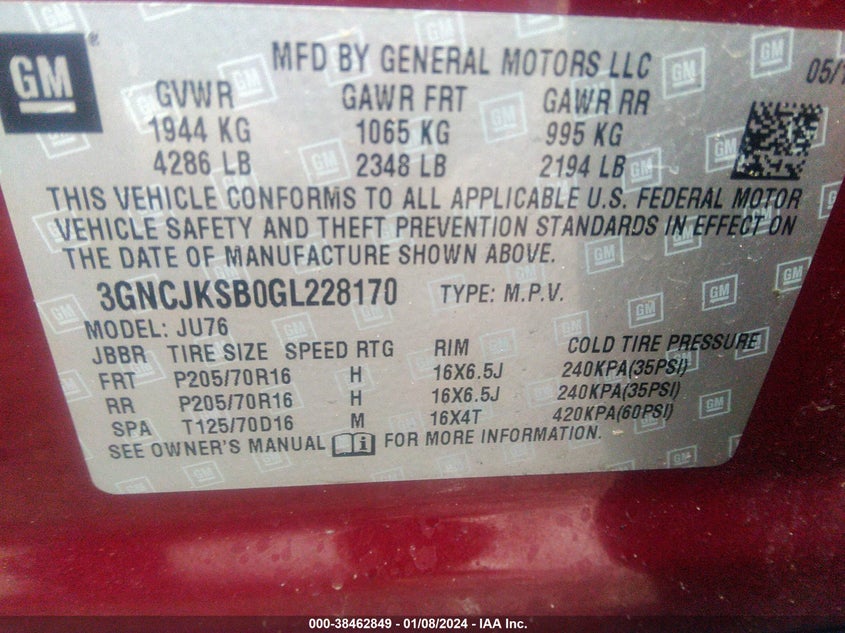 GM
MFD BY GENERAL MOTORS LLC
05/1
GVWR GAWR FRT GAWR RR
1944 KG 1065 KG 995 KG
4286 LB 2348 LB 2194 LB
THIS VEHICLE CONFORMS TO ALL APPLICABLE U.S. FEDERAL MOTOR
VEHICLE SAFETY AND THEFT PREVENTION STANDARDS IN EFFECT ON
THE DATE OF MANUFACTURE SHOWN ABOVE.
3GNCJKSB0GL228170 TYPE: M.P.V.
MODEL: JU76
JBBR TIRE SIZE SPEED RTG RIM COLD TIRE PRESSURE
FRT P205/70R16 H 16X6.5J 240KPA(35PSI)
RR P205/70R16 H 16X6.5J 240KPA(35PSI)
SPA T125/70D16 M 16X4T 420KPA(60PSI)
SEE OWNER'S MANUAL FOR MORE INFORMATION.
000-38462849 - 01/08/2024 - IAA Inc.